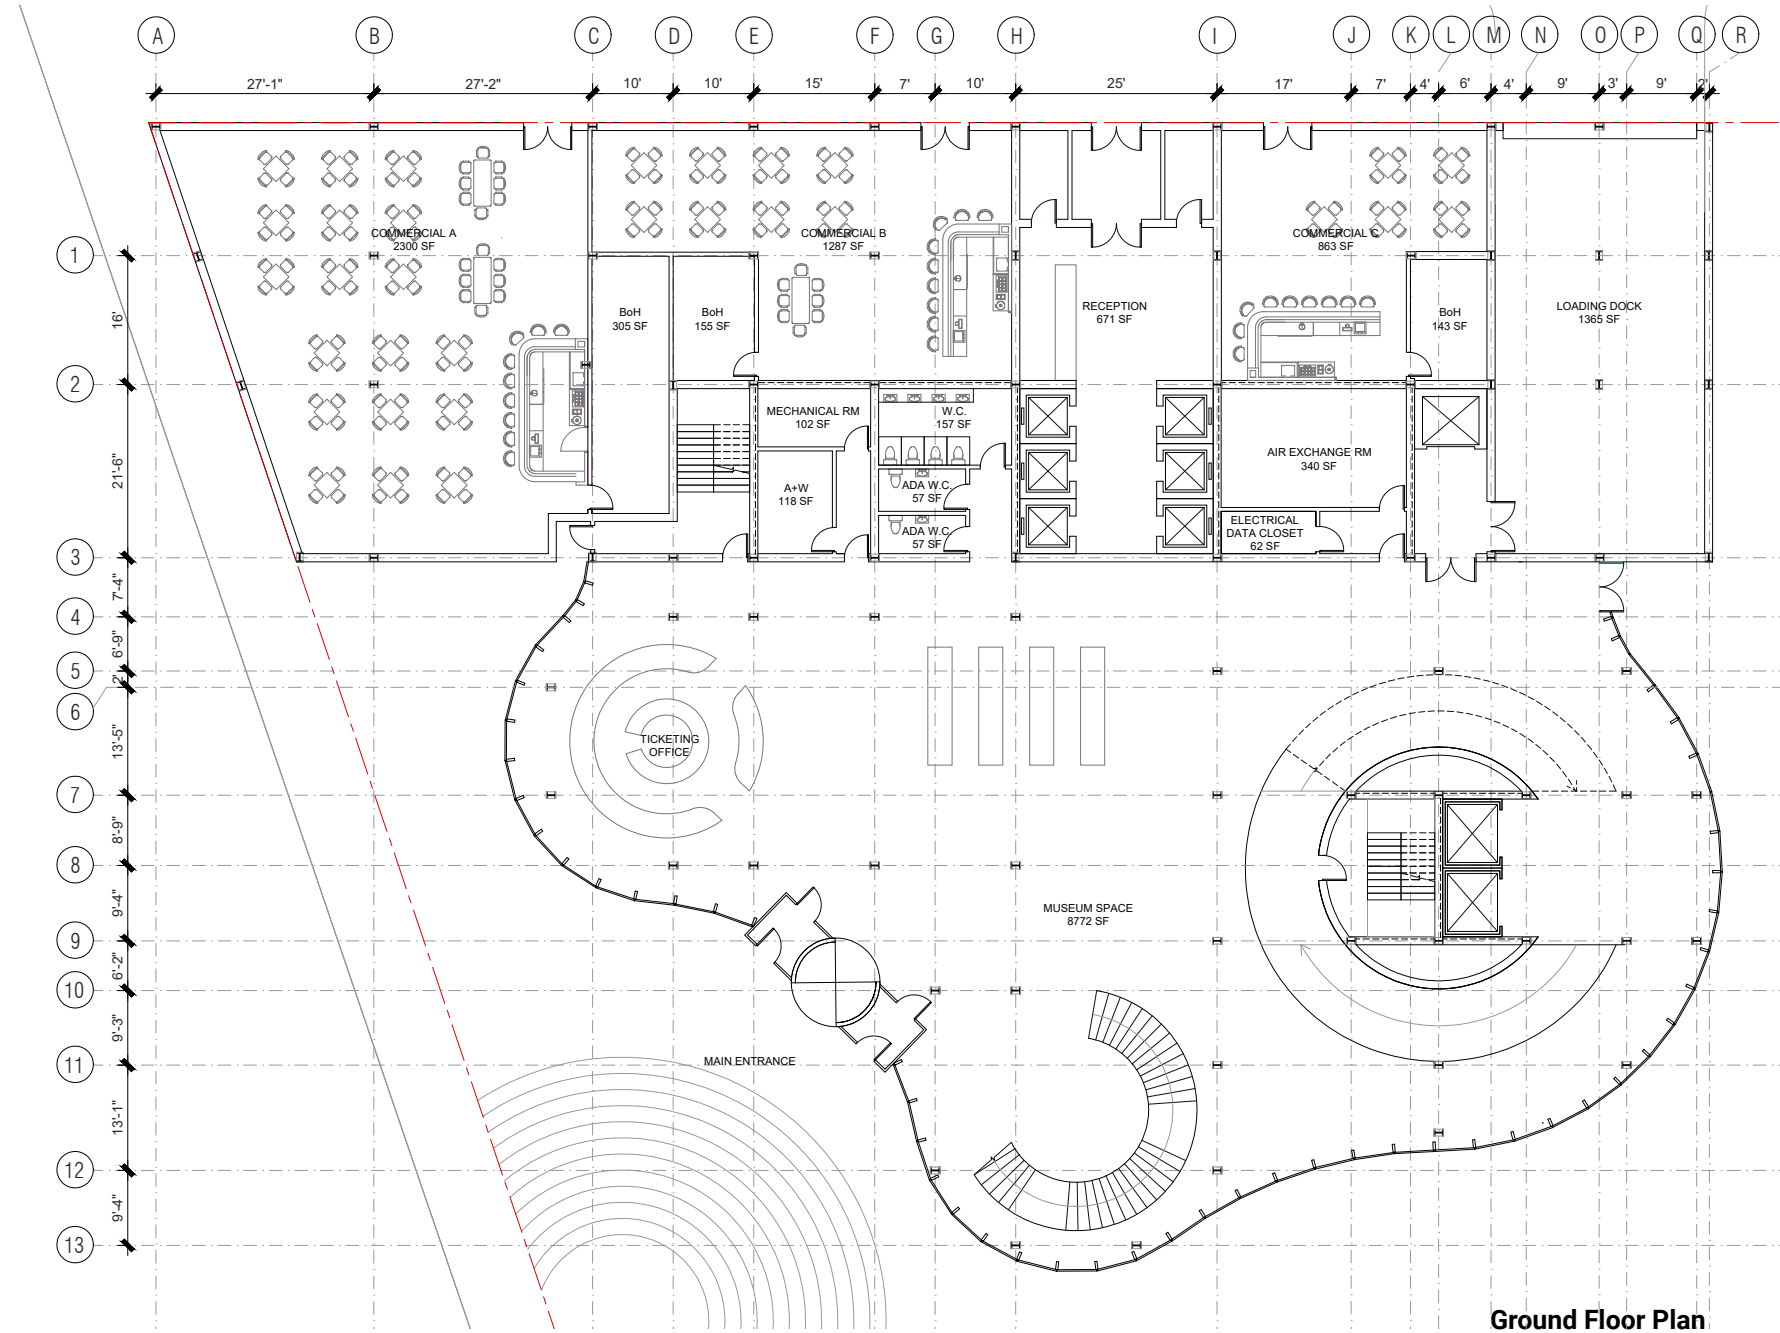 A B C D E F G H I J K L M N O P Q R
27'-1" 27'-2" 10' 10' 15' 7' 10' 25' 17' 7' 4' 6' 4' 9' 3' 9' 2'
COMMERCIAL A
2300 SF
COMMERCIAL B
1287 SF
COMMERCIAL C
863 SF
1
16'
BoH
305 SF
BoH
155 SF
RECEPTION
671 SF
BoH
143 SF
LOADING DOCK
1365 SF
2
21'-6"
MECHANICAL RM
102 SF
W.C.
157 SF
AIR EXCHANGE RM
340 SF
A+W
118 SF
ADA W.C.
57 SF
ADA W.C.
57 SF
ELECTRICAL
DATA CLOSET
62 SF
3
7'-4"
4
6'-9"
5
2'
6
13'-5"
TICKETING
OFFICE
7
8'-9"
8
9'-4"
MUSEUM SPACE
8772 SF
9
6'-2"
10
9'-3"
MAIN ENTRANCE
11
13'-1"
12
9'-4"
13
Ground Floor Plan